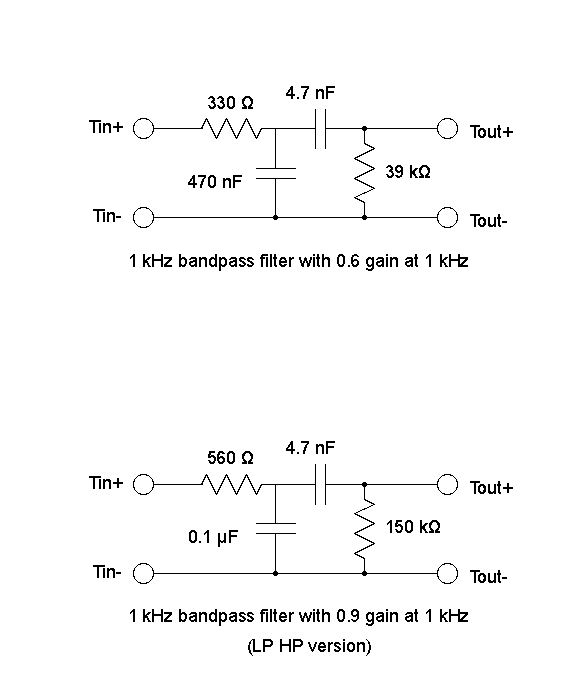 4.7 nF
330 Ω
Tin+
Tout+
470 nF
39 kΩ
Tin-
Tout-
1 kHz bandpass filter with 0.6 gain at 1 kHz
4.7 nF
560 Ω
Tin+
Tout+
0.1 µF
150 kΩ
Tin-
Tout-
1 kHz bandpass filter with 0.9 gain at 1 kHz
(LP HP version)